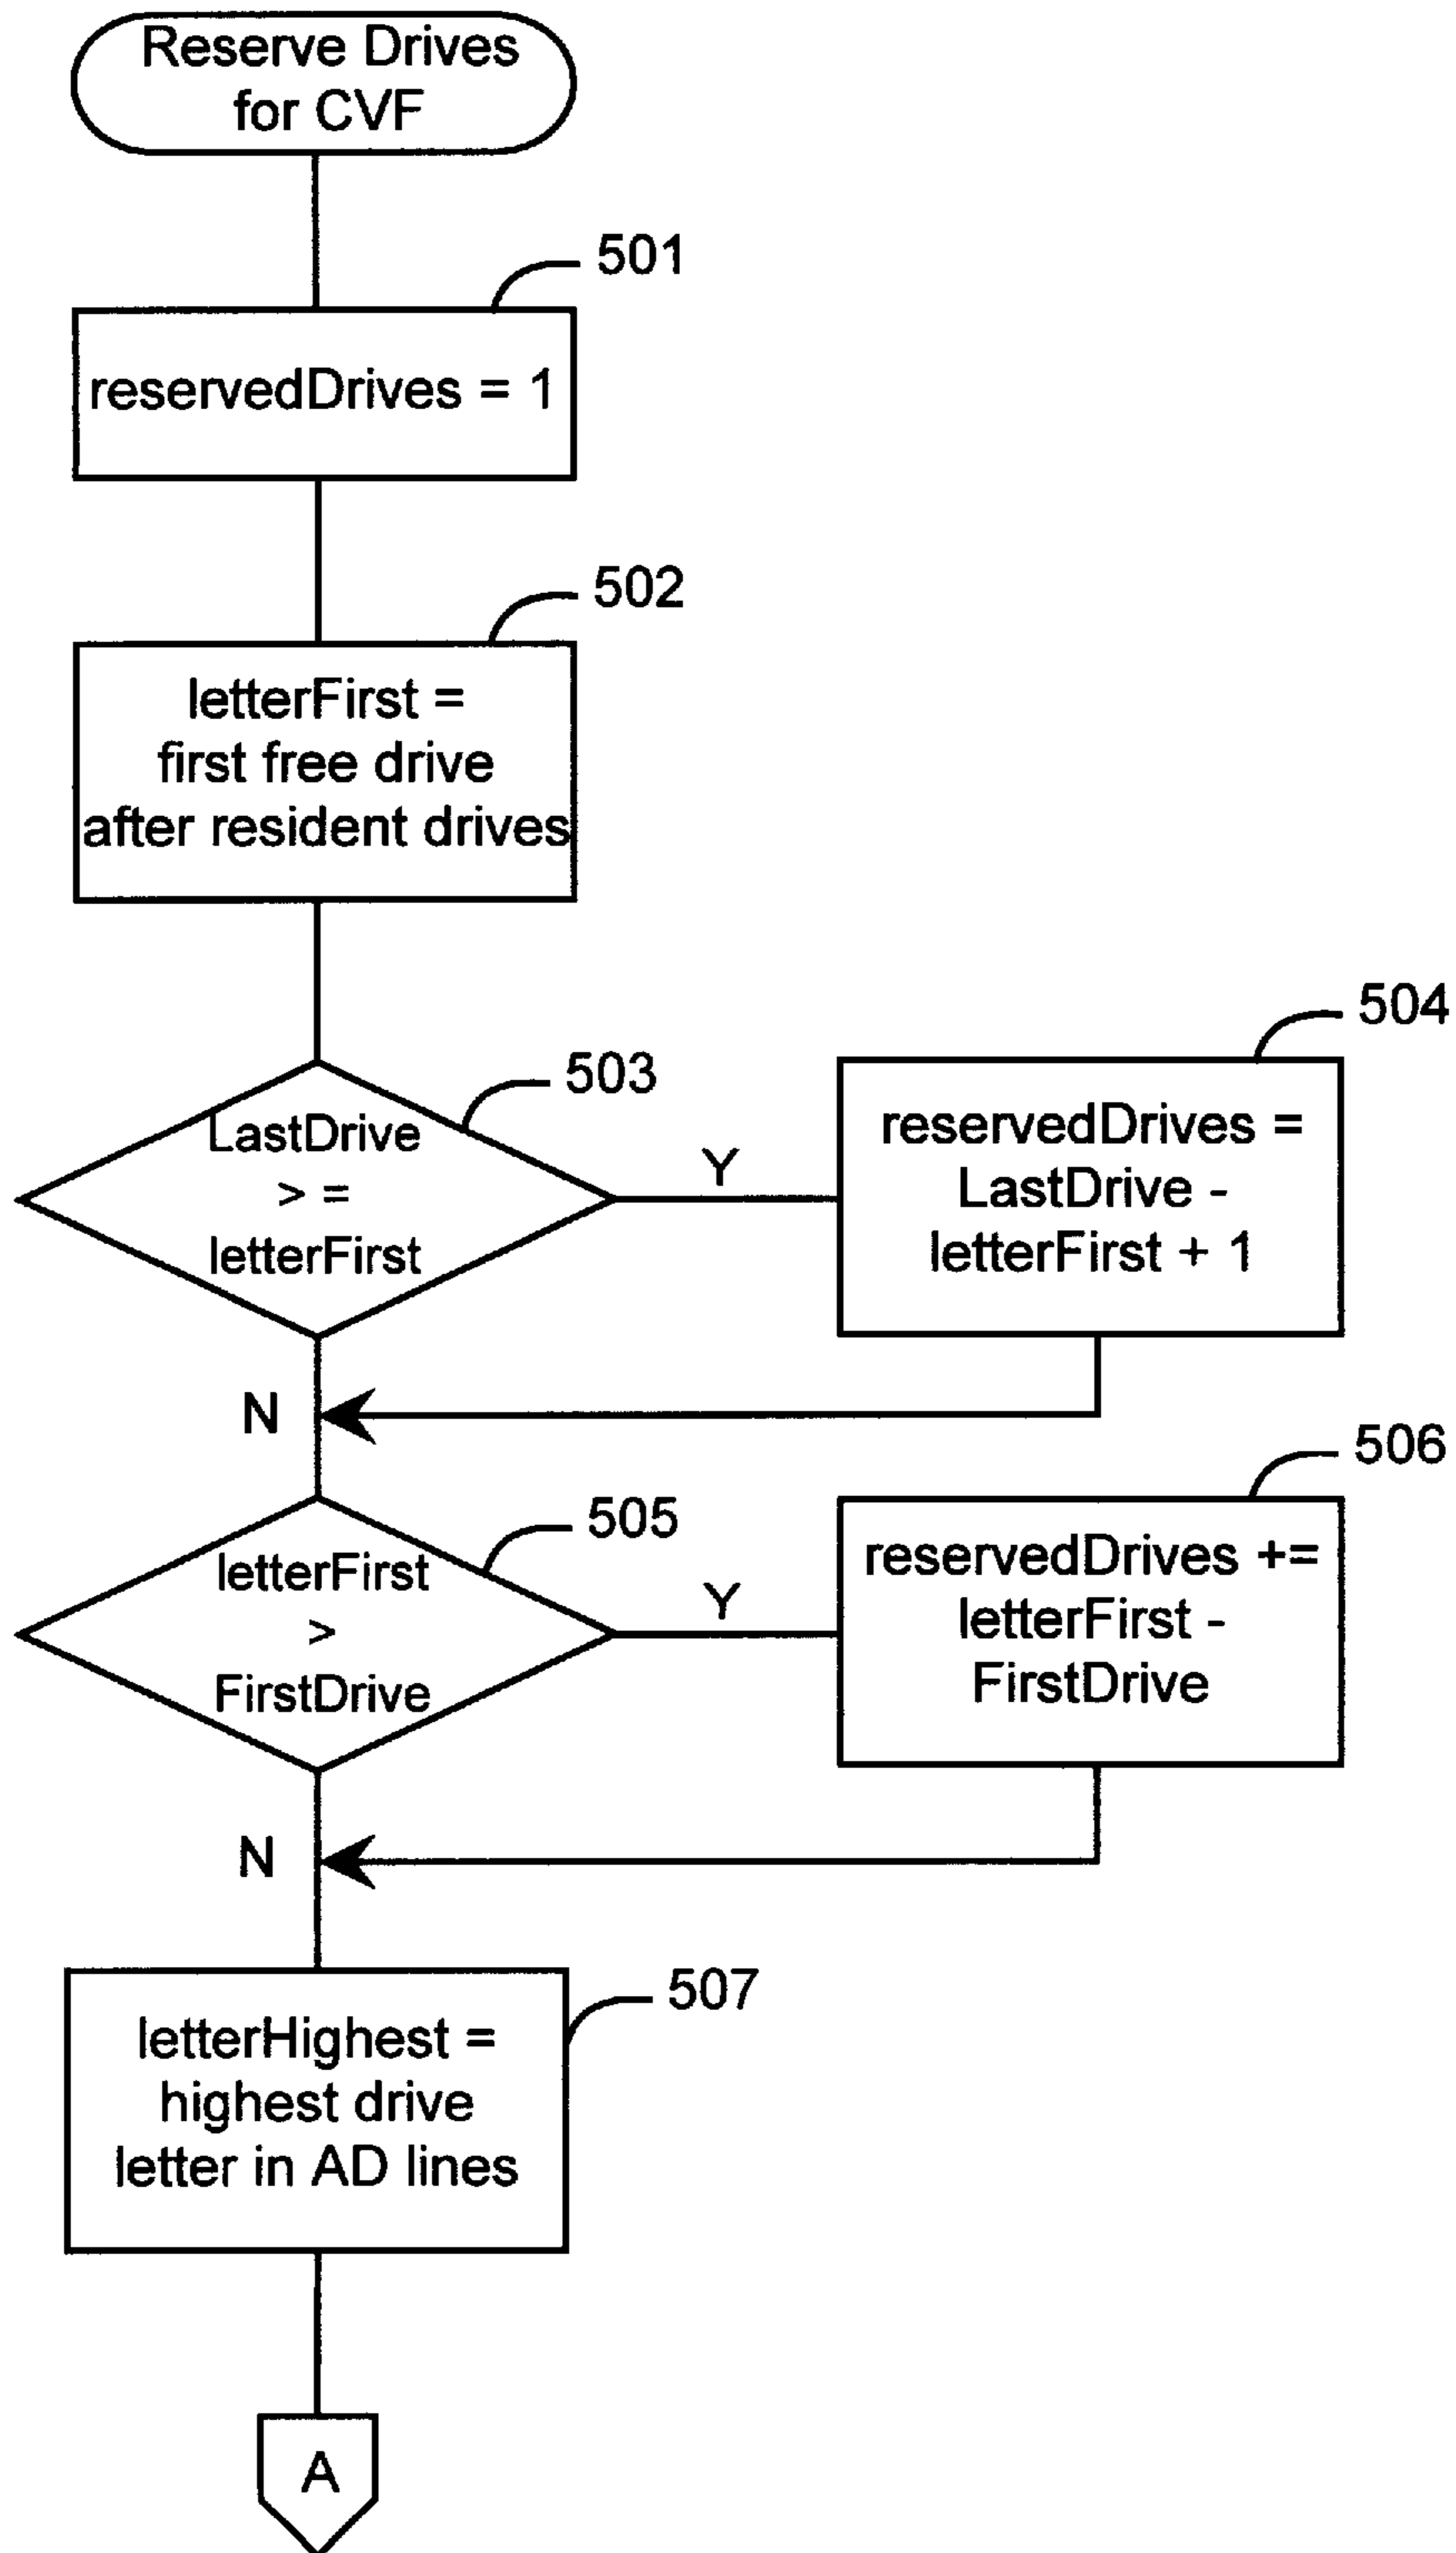 Reserve Drives
for CVF
501
reservedDrives = 1
502
letterFirst =
first free drive
after resident drives
503
LastDrive
> =
letterFirst
Y
504
reservedDrives =
LastDrive -
letterFirst + 1
N
505
letterFirst
>
FirstDrive
Y
506
reservedDrives +=
letterFirst -
FirstDrive
N
507
letterHighest =
highest drive
letter in AD lines
A